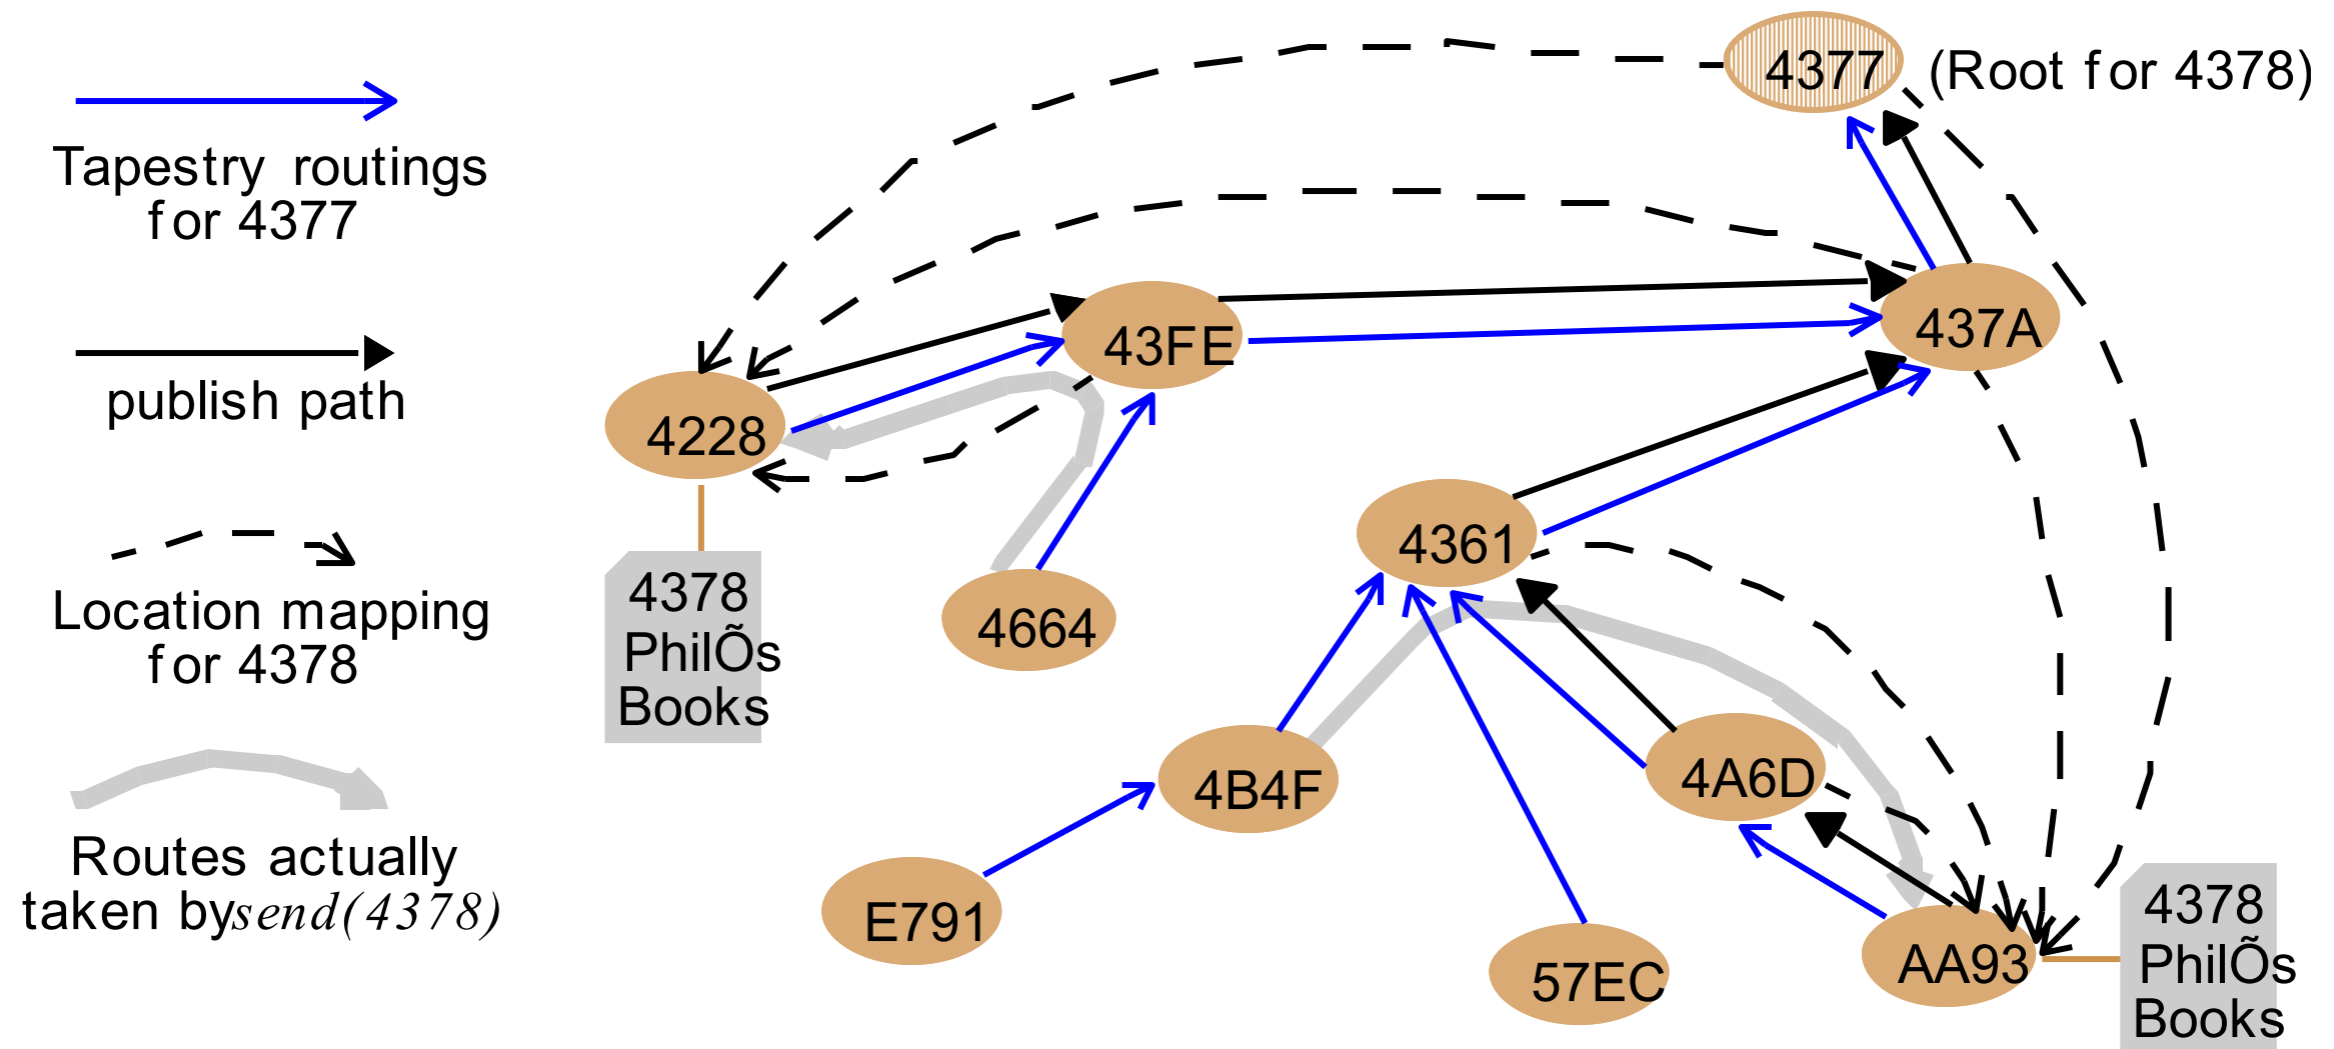 Tapestry routings
for 4377
publish path
Location mapping
for 4378
Routes actually
taken by send(4378)
4377 (Root for 4378)
437A
43FE
4228
4378
PhilÕs
Books
4664
4361
4B4F
4A6D
E791
57EC
AA93
4378
PhilÕs
Books